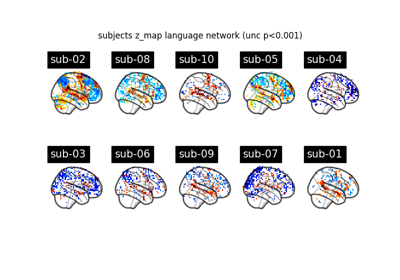 subjects z_map language network (unc p<0.001)
sub-02 sub-08 sub-10 sub-05 sub-04
sub-03 sub-06 sub-09 sub-07 sub-01